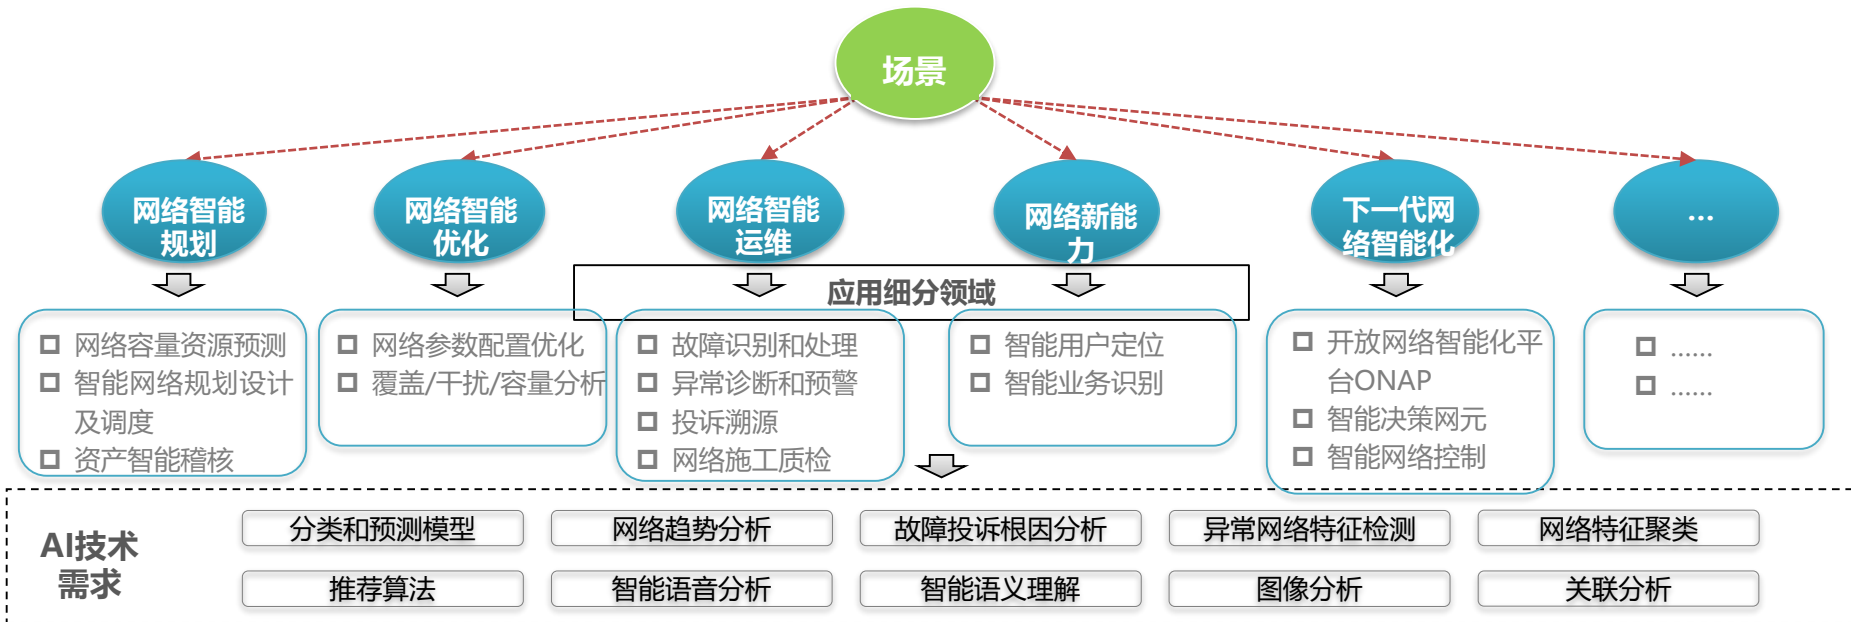 场景
网络智能
规划
网络智能
优化
网络智能
运维
网络新能
力
下一代网
络智能化
...
应用细分领域
网络容量资源预测
智能网络规划设计
及调度
资产智能稽核
网络参数配置优化
覆盖/干扰/容量分析
故障识别和处理
异常诊断和预警
投诉溯源
网络施工质检
智能用户定位
智能业务识别
开放网络智能化平
台ONAP
智能决策网元
智能网络控制
......
......
AI技术
需求
分类和预测模型
网络趋势分析
故障投诉根因分析
异常网络特征检测
网络特征聚类
推荐算法
智能语音分析
智能语义理解
图像分析
关联分析